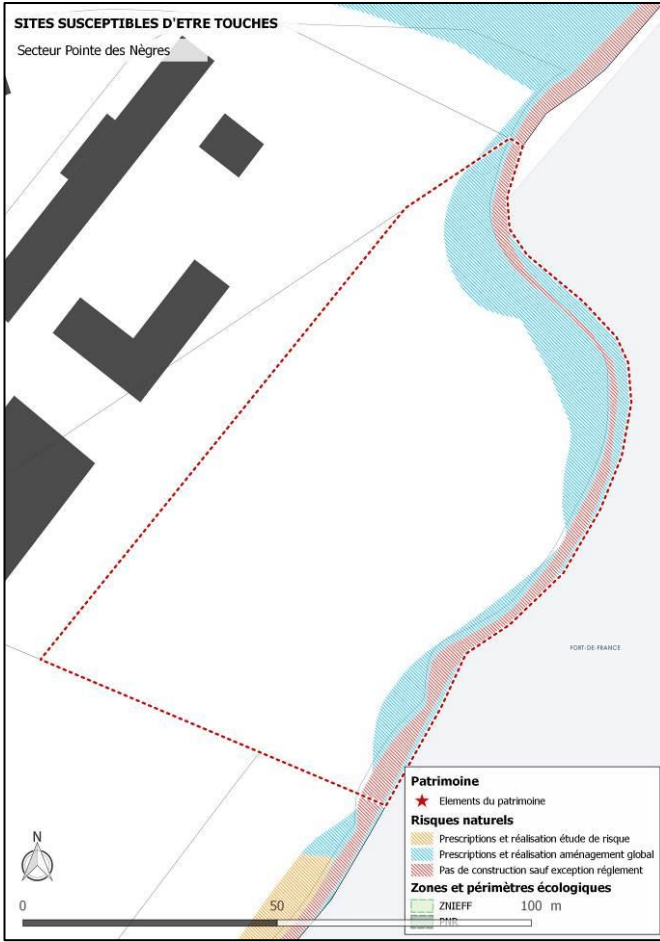 SITES SUSCEPTIBLES D'ETRE TOUCHES
Secteur Pointe des Nègres
FORT-DE-FRANCE
Patrimoine
Elements du patrimoine
Risques naturels
Prescriptions et réalisation étude de risque
Prescriptions et réalisation aménagement global
Pas de construction sauf exception réglement
Zones et périmètres écologiques
ZNIEFF
PNR
N
0 50 100 m